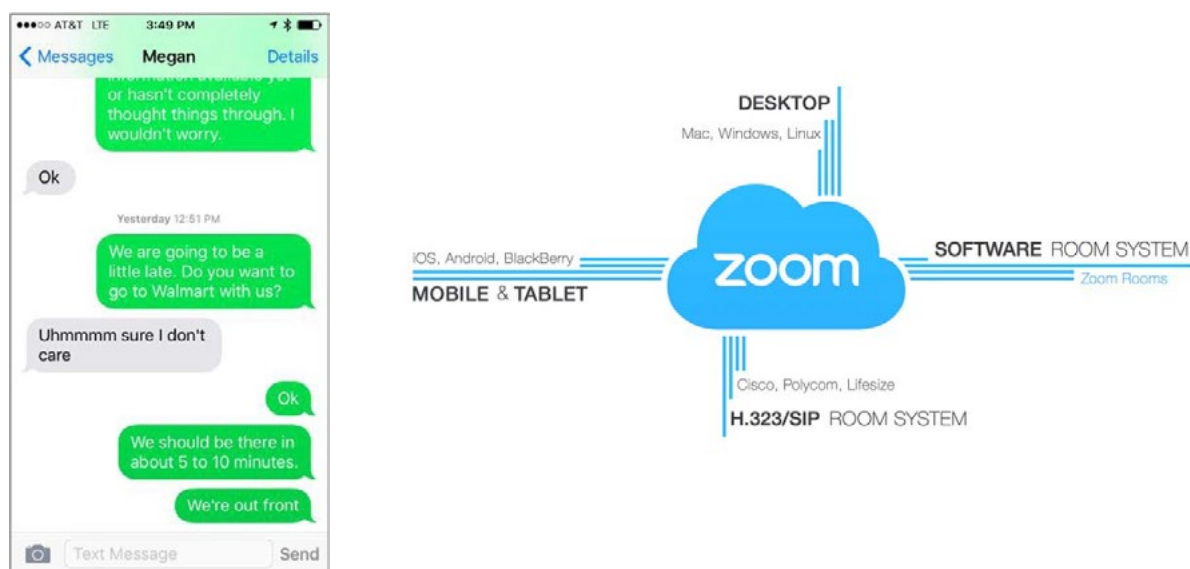 AT&T LTE 3:49 PM
Messages Megan Details
information available yet
or hasn't completely
thought things through. I
wouldn't worry.
Ok
Yesterday 12:51 PM
We are going to be a
little late. Do you want to
go to Walmart with us?
Uhmmmm sure I don't
care
Ok
We should be there in
about 5 to 10 minutes.
We're out front
Text Message Send
DESKTOP
Mac, Windows, Linux
zoom
iOS, Android, BlackBerry
MOBILE & TABLET
SOFTWARE ROOM SYSTEM
Zoom Rooms
Cisco, Polycom, Lifesize
H.323/SIP ROOM SYSTEM